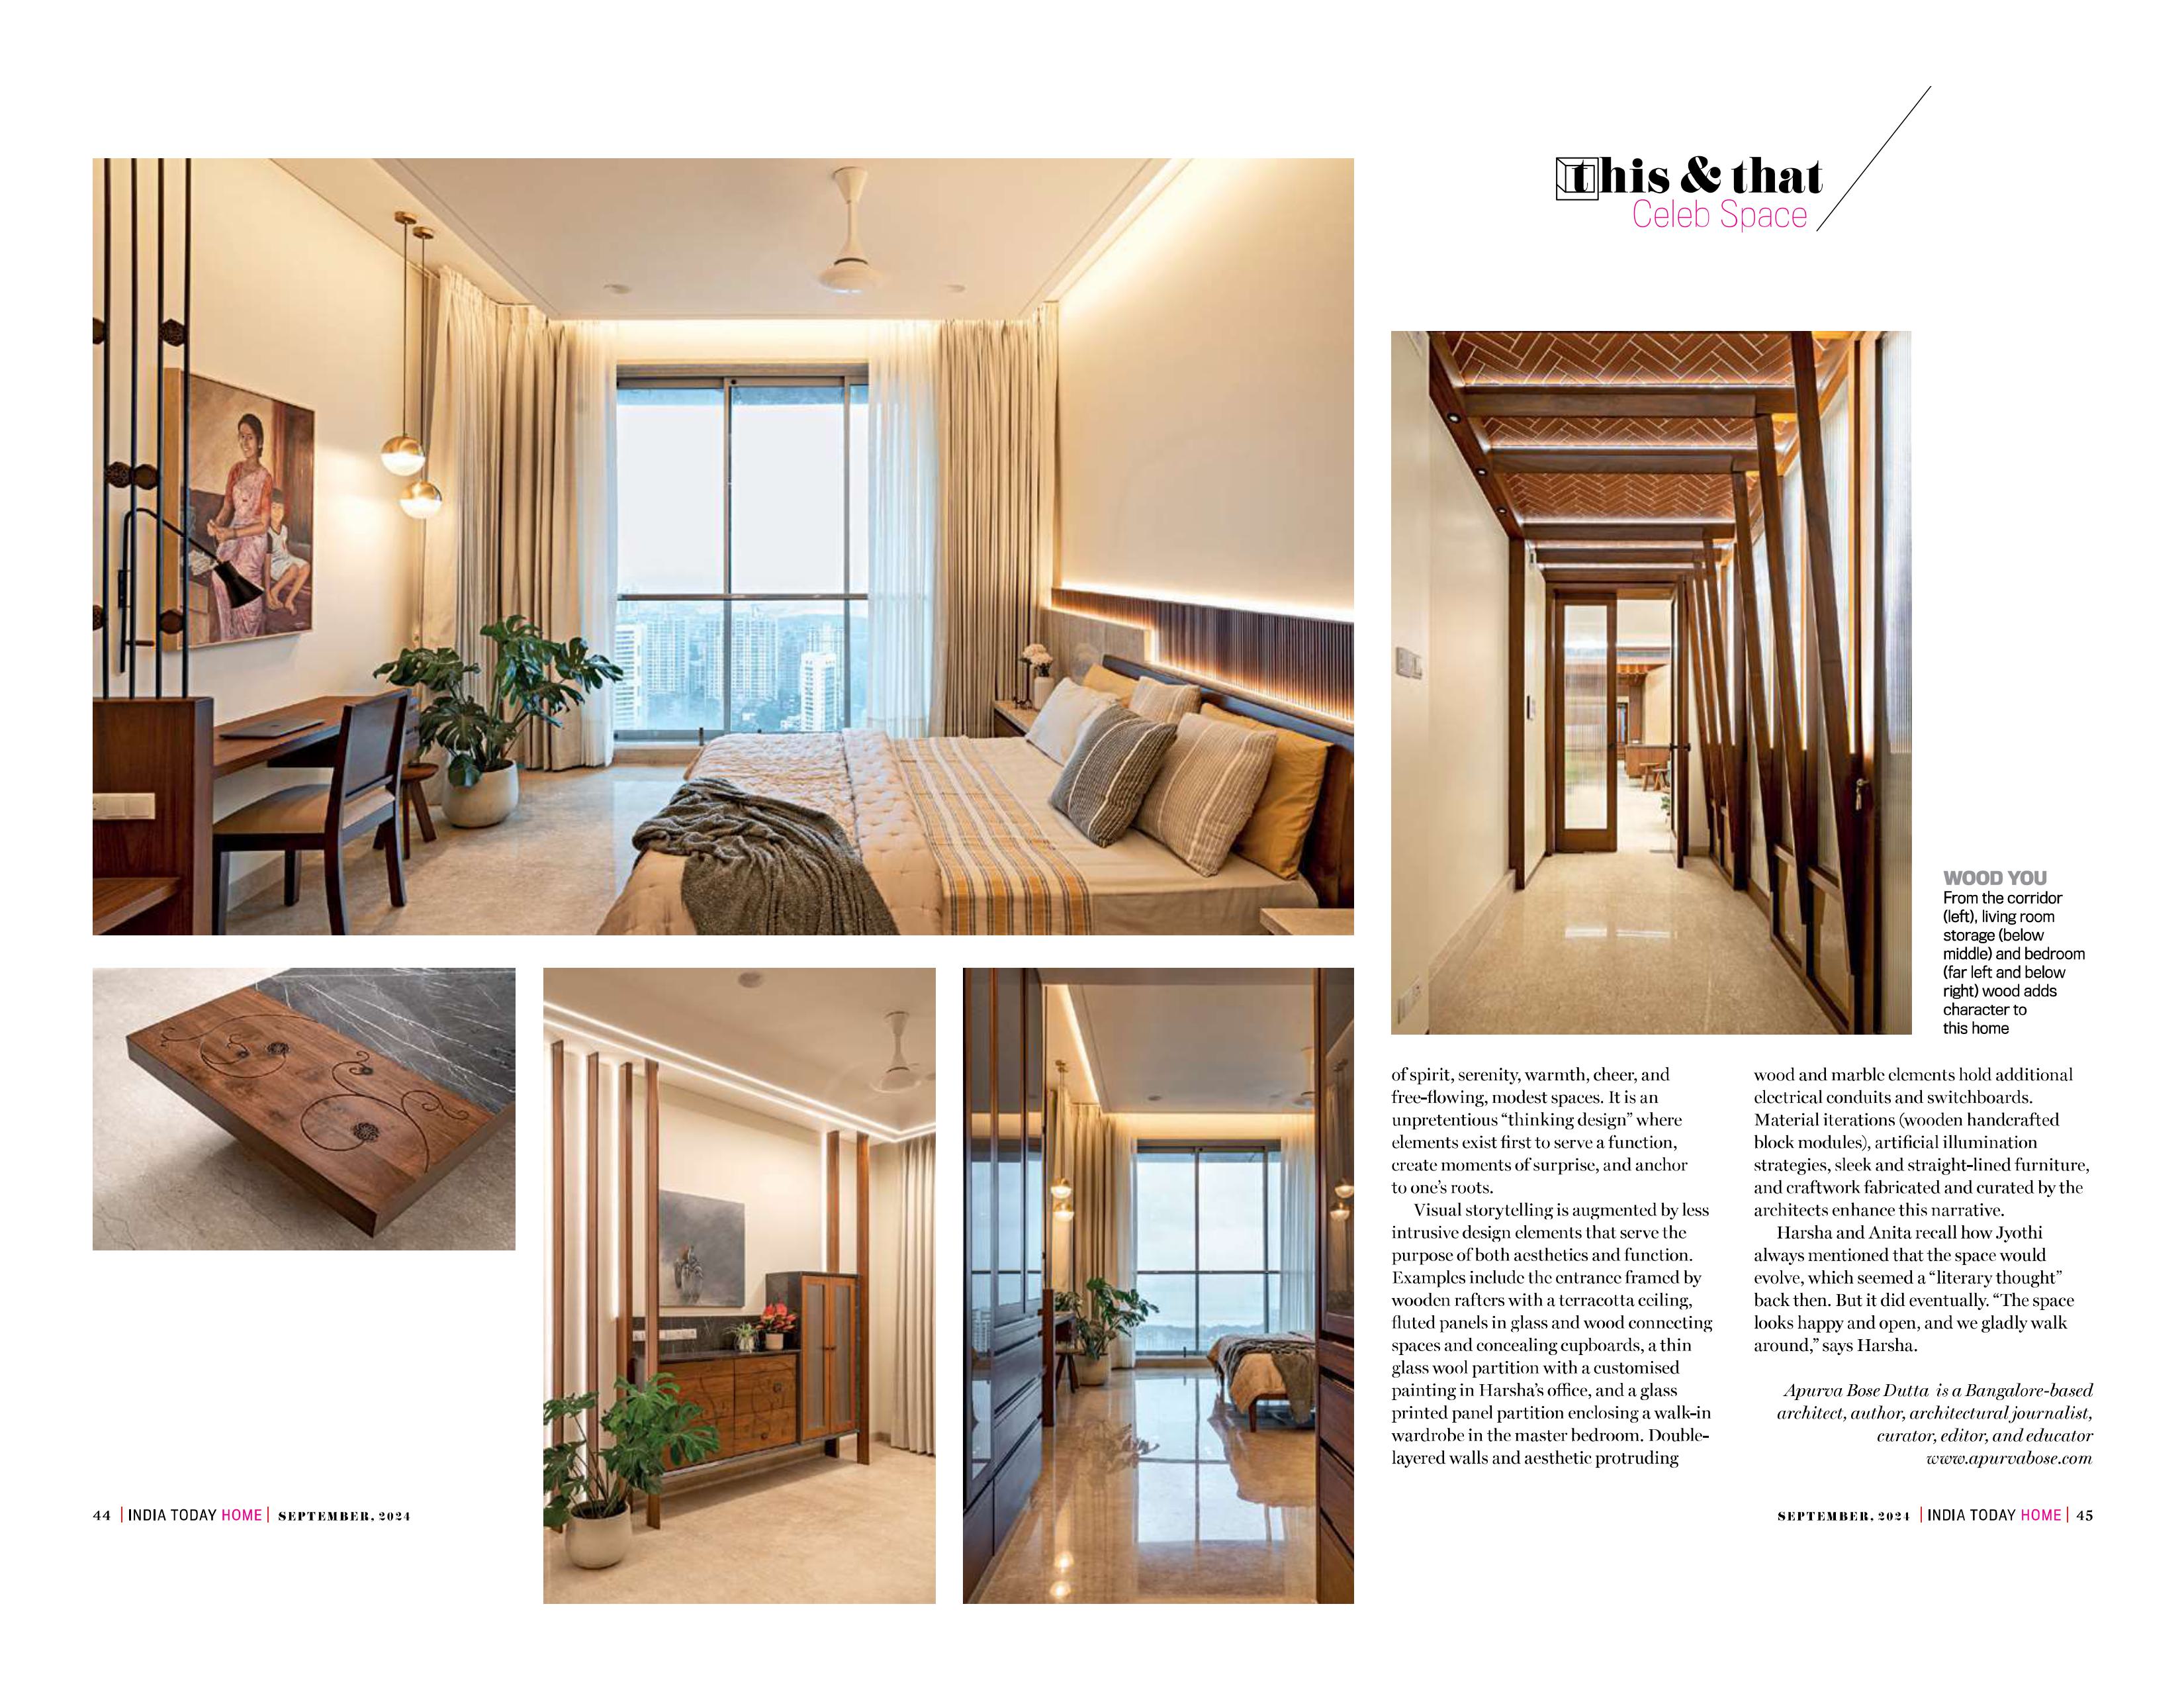 this & that
Celeb Space
WOOD YOU
From the corridor
(left), living room
storage (below
middle) and bedroom
(far left and below
right) wood adds
character to
this home
of spirit, serenity, warmth, cheer, and
free-flowing, modest spaces. It is an
unpretentious “thinking design” where
elements exist first to serve a function,
create moments of surprise, and anchor
to one’s roots.
Visual storytelling is augmented by less
intrusive design elements that serve the
purpose of both aesthetics and function.
Examples include the entrance framed by
wooden rafters with a terracotta ceiling,
fluted panels in glass and wood connecting
spaces and concealing cupboards, a thin
glass wool partition with a customised
painting in Harsha’s office, and a glass
printed panel partition enclosing a walk-in
wardrobe in the master bedroom. Double-
layered walls and aesthetic protruding
wood and marble elements hold additional
electrical conduits and switchboards.
Material iterations (wooden handcrafted
block modules), artificial illumination
strategies, sleek and straight-lined furniture,
and craftwork fabricated and curated by the
architects enhance this narrative.
Harsha and Anita recall how Jyothi
always mentioned that the space would
evolve, which seemed a “literary thought”
back then. But it did eventually. “The space
looks happy and open, and we gladly walk
around,” says Harsha.
Apurva Bose Dutta is a Bangalore-based
architect, author, architectural journalist,
curator, editor, and educator
www.apurvabose.com
44 | INDIA TODAY HOME | SEPTEMBER, 2024
SEPTEMBER, 2024 | INDIA TODAY HOME | 45